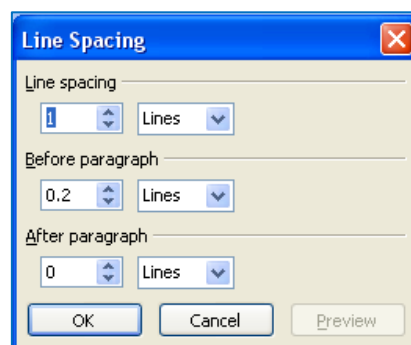 Line Spacing
Line spacing
1 Lines
Before paragraph
0.2 Lines
After paragraph
0 Lines
OK Cancel Preview